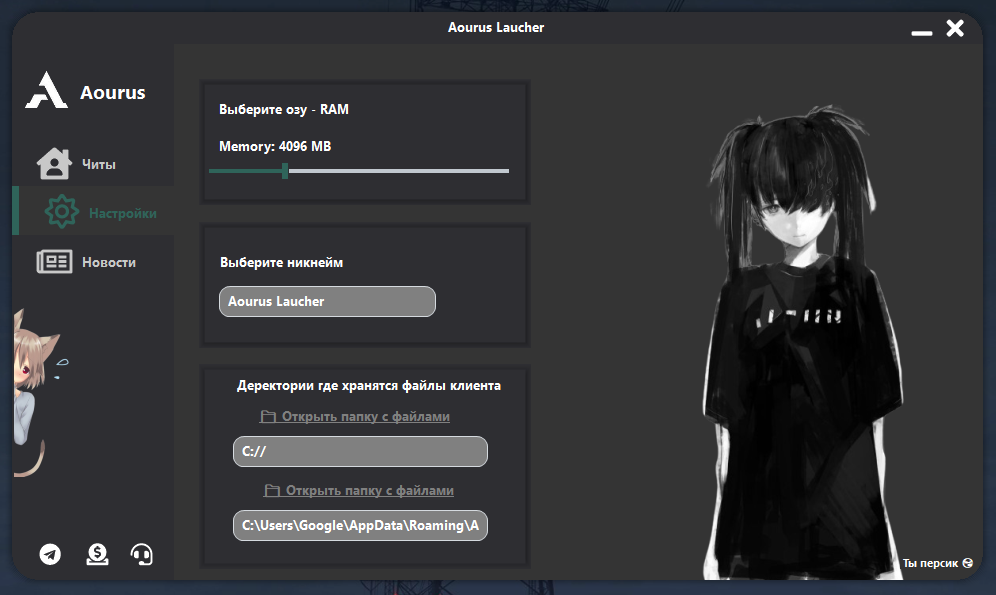 Aourus Laucher
Aourus
Читы
Настройки
Новости
Выберите озу - RAM
Memory: 4096 MB
Выберите никнейм
Aourus Laucher
Деректории где хранятся файлы клиента
Открыть папку с файлами
C://
Открыть папку с файлами
C:\Users\Google\AppData\Roaming\A
Ты персик